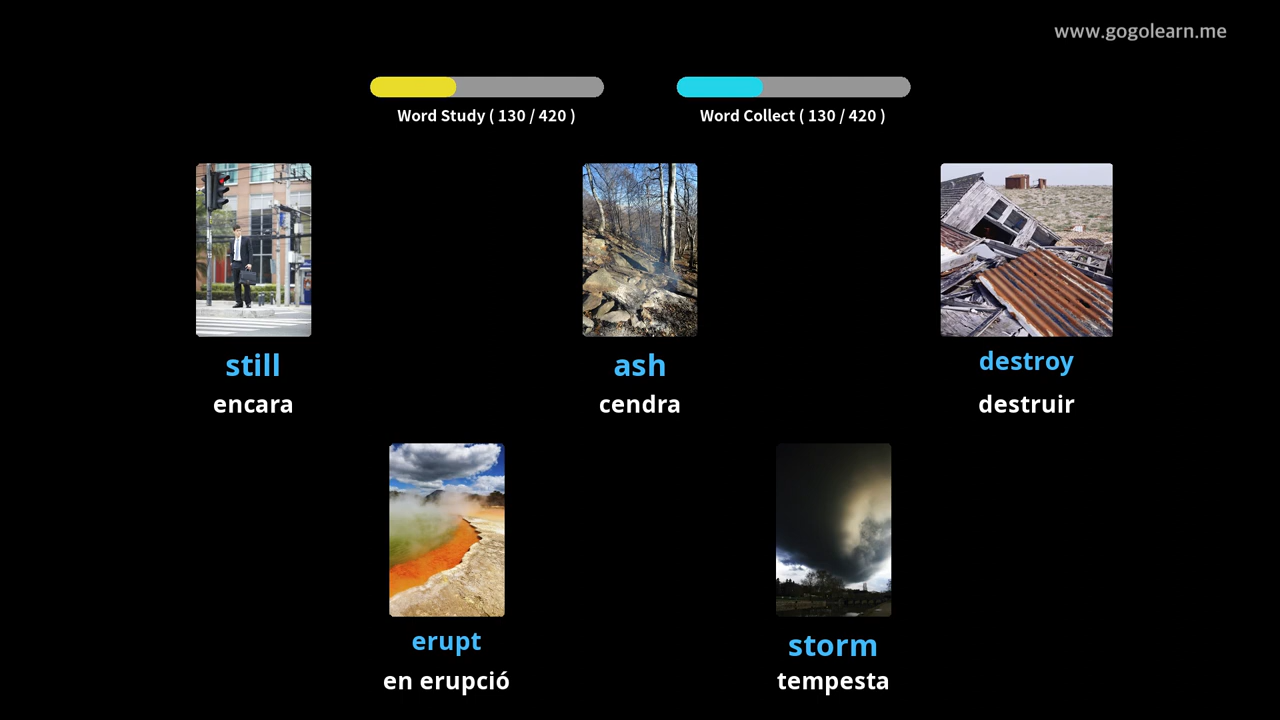 www.gogolearn.me
Word Study ( 130 / 420 )
Word Collect ( 130 / 420 )
still
encara
ash
cendra
destroy
destruir
erupt
en erupció
storm
tempesta